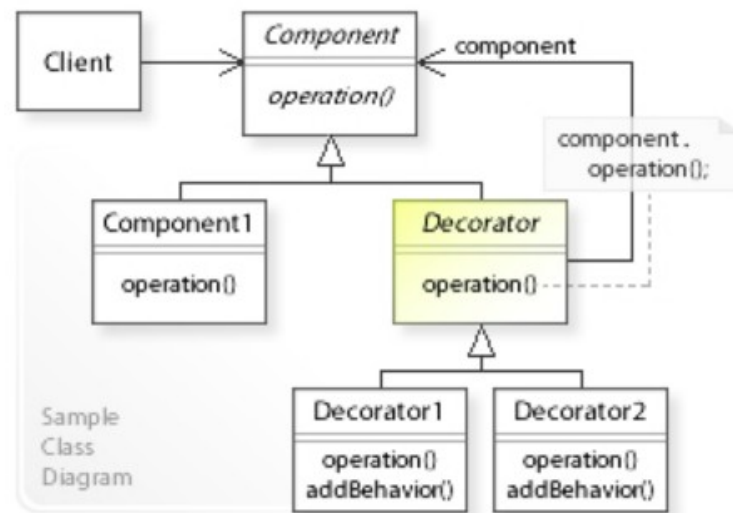 Client
Component
operation()
component
component.
operation();
Component1
operation()
Decorator
operation()
Decorator1
operation()
addBehavior()
Decorator2
operation()
addBehavior()
Sample
Class
Diagram